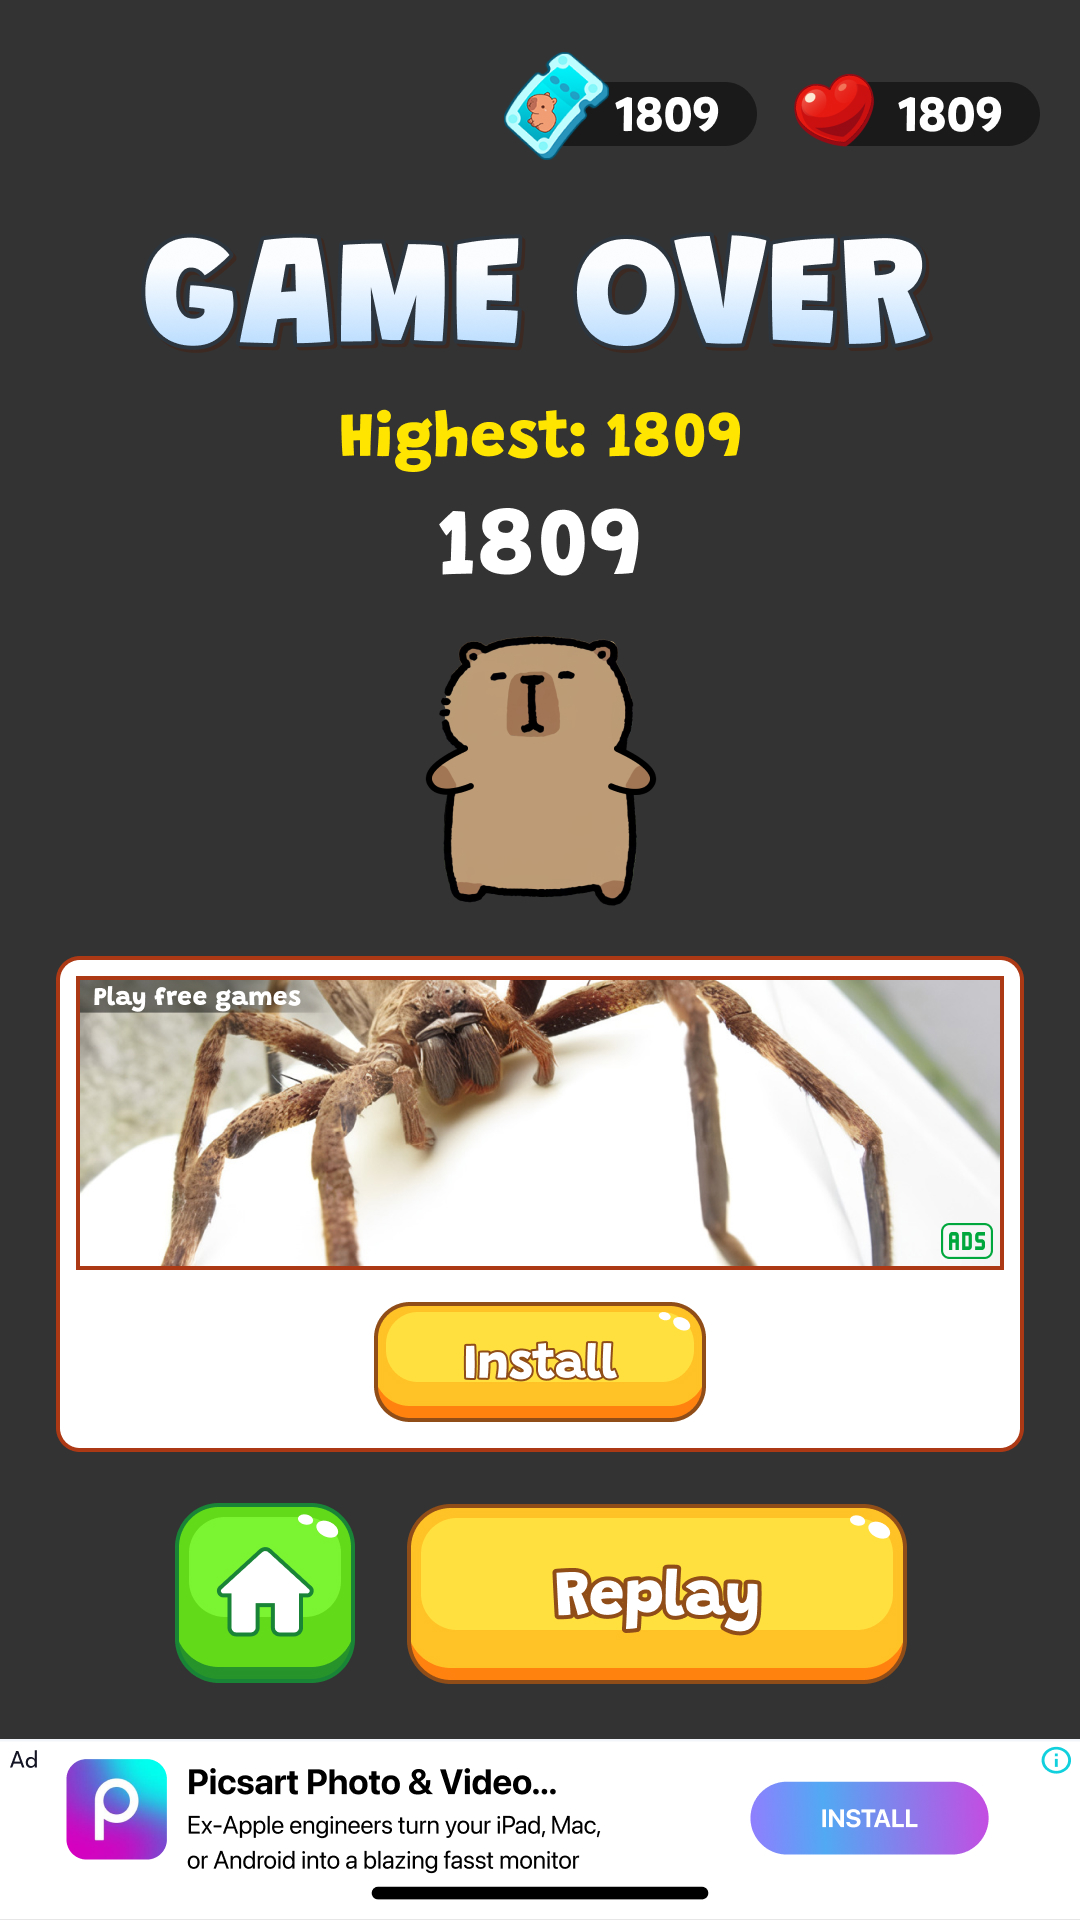 1809
1809
GAME OVER
Highest: 1809
1809
Play free games
ADS
Install
Replay
Ad
Picsart Photo & Video...
Ex-Apple engineers turn your iPad, Mac,
or Android into a blazing fasst monitor
INSTALL